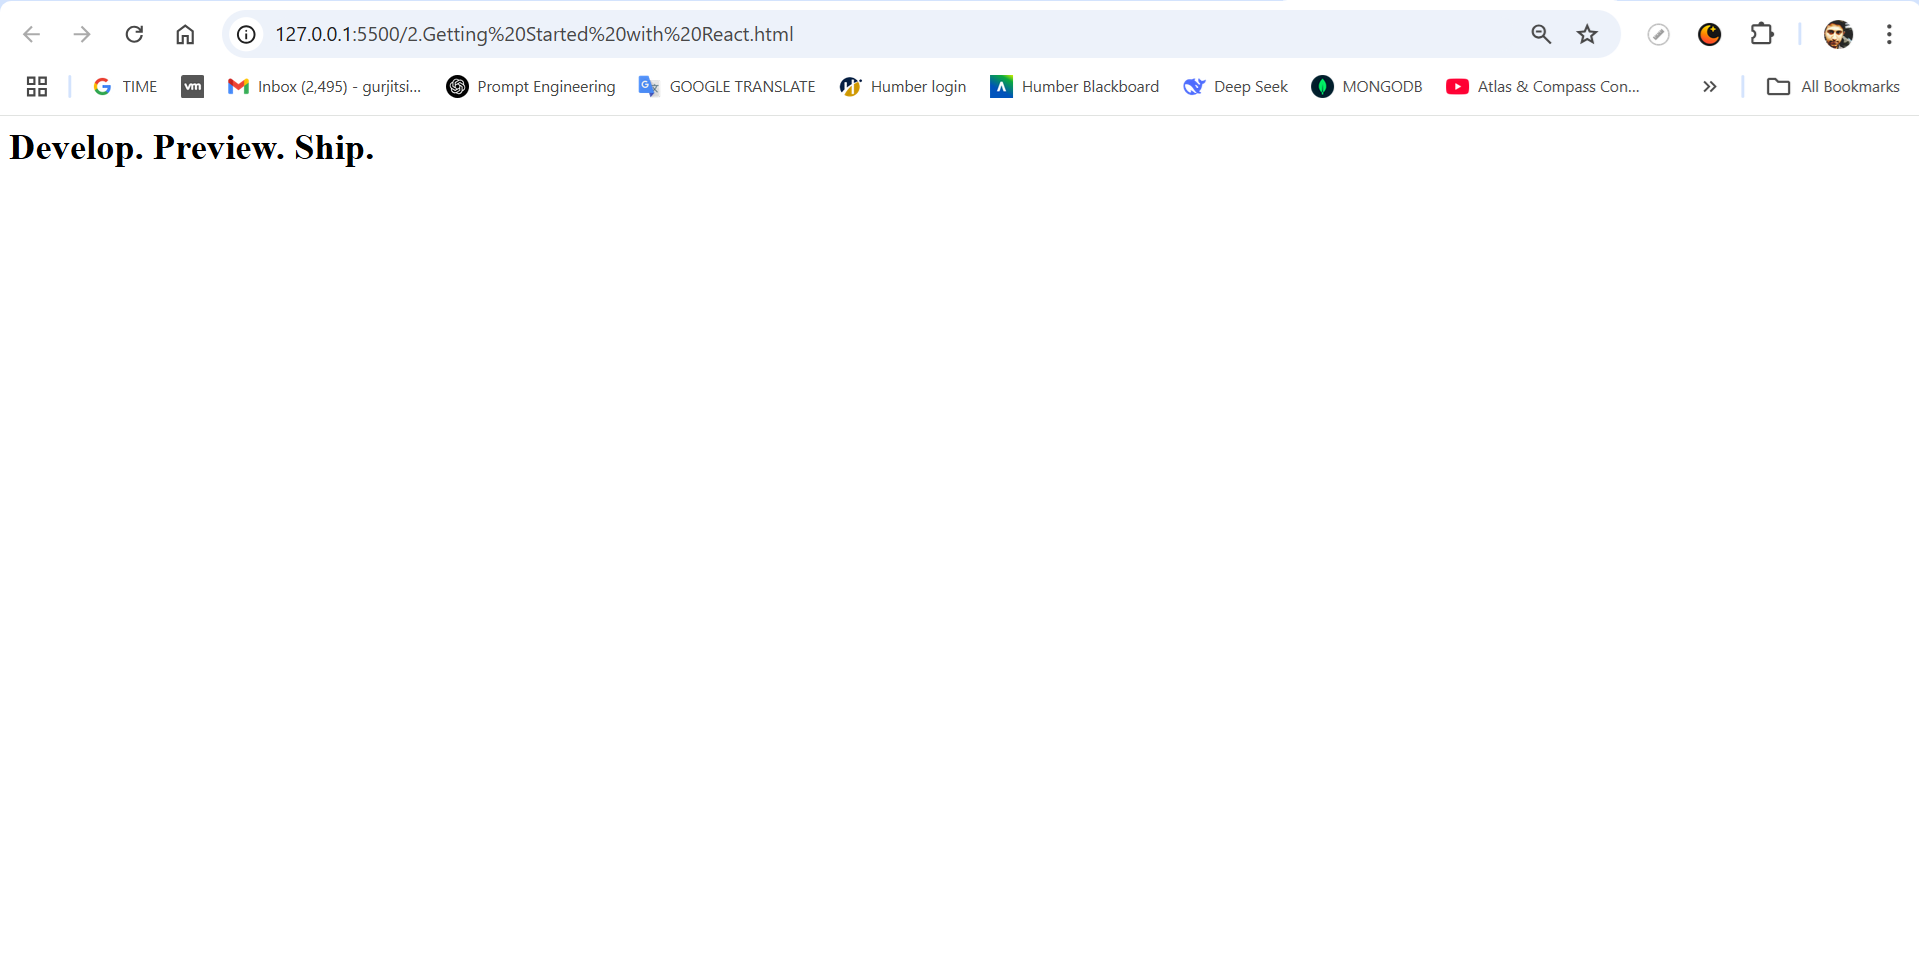 127.0.0.1:5500/2.Getting%20Started%20with%20React.html
TIME vm Inbox (2,495) - gurjitsi... Prompt Engineering GOOGLE TRANSLATE Humber login Humber Blackboard Deep Seek MONGODB Atlas & Compass Con... All Bookmarks
Develop. Preview. Ship.